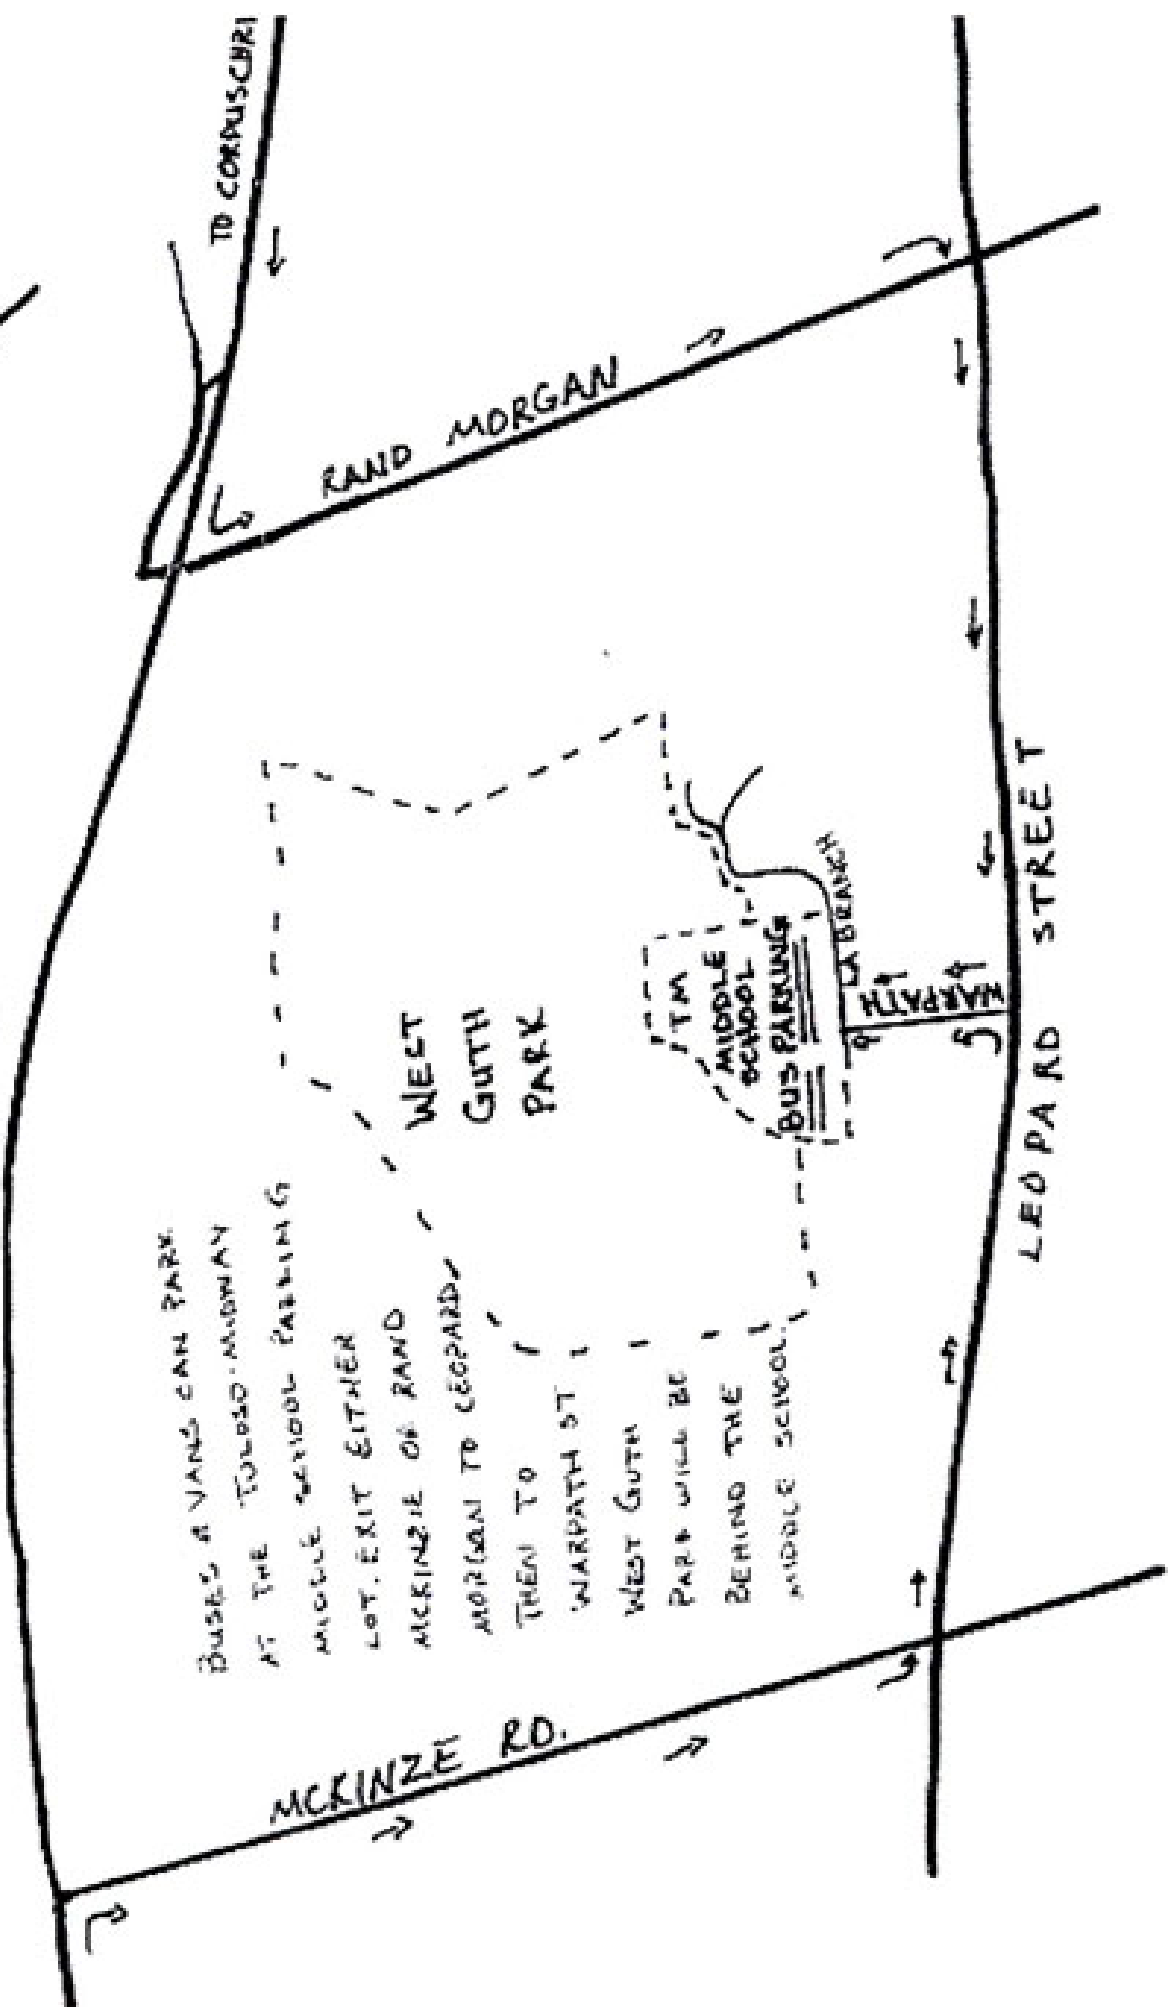 TO CORPUSCHRI
RAND MORGAN
WEST
GUTH
PARK
TM
MIDDLE
SCHOOL
BUS PARKING
LA BRANCH
WARPATH
LEOPARD STREET
MCKINZE RD.
BUSES & VANS CAN PARK
AT THE TULOSO-MIDWAY
MIDDLE SCHOOL PARKING
LOT. EXIT EITHER
MCKINZIE OR RAND
MORGAN TO LEOPARD
THEN TO
WARPATH ST
WEST GUTH
PARK WILL BE
BEHIND THE
MIDDLE SCHOOL.